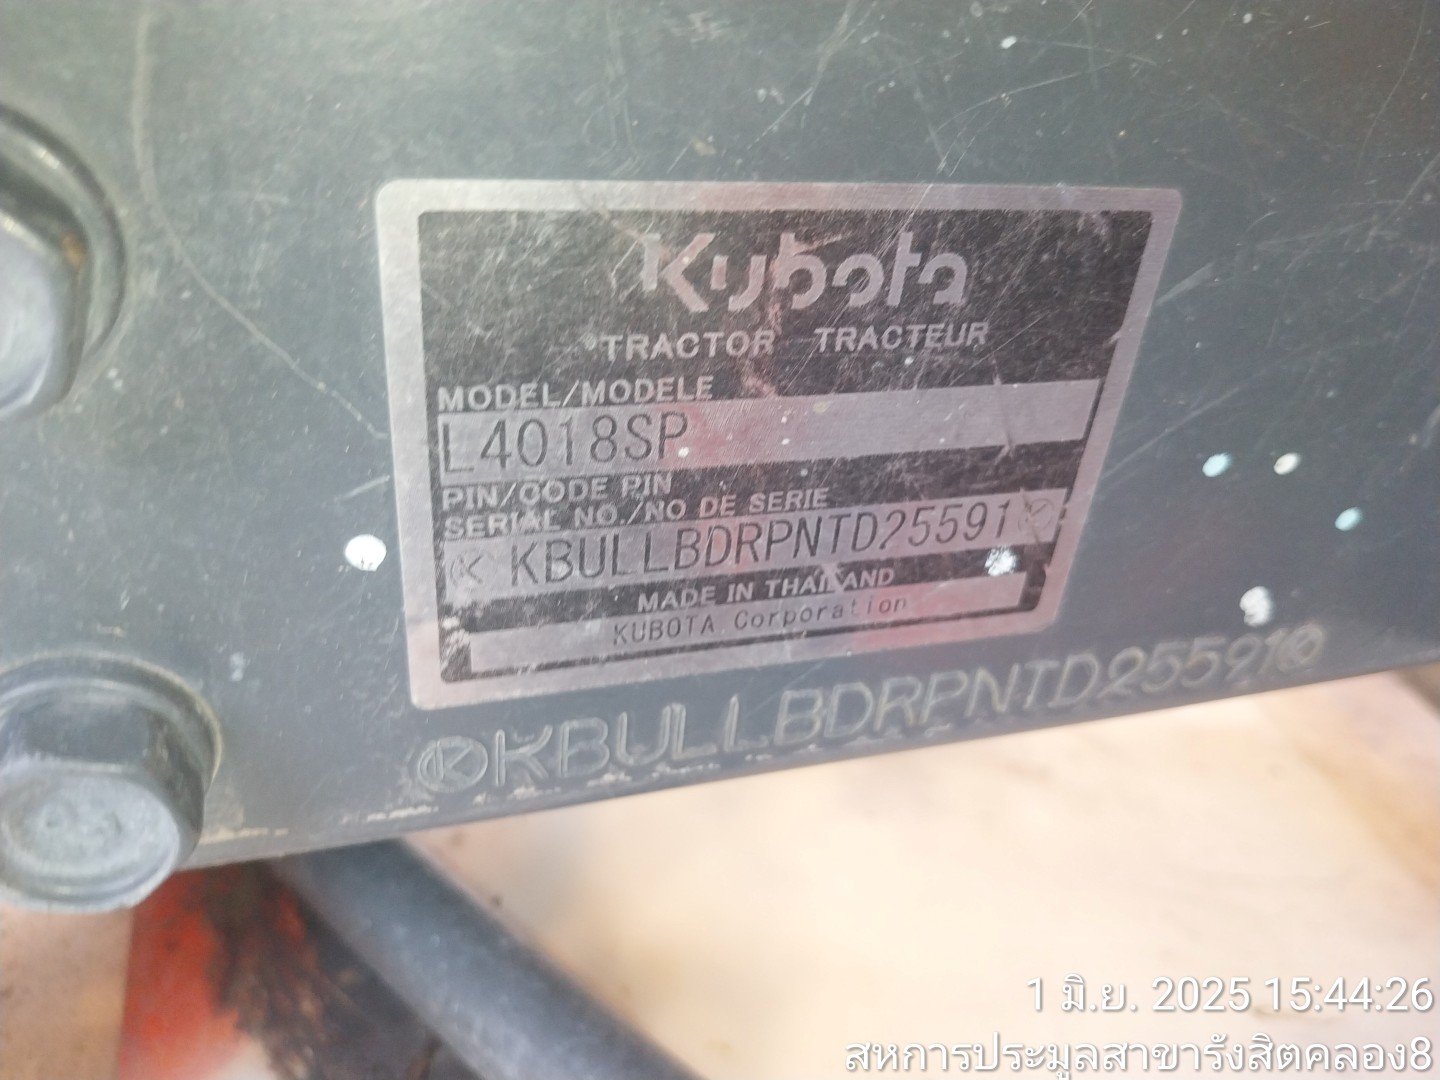 Kubota
TRACTOR TRACTEUR
MODEL/MODELE
L4018SP
PIN/CODE PIN
SERIAL NO./NO DE SERIE
KBULLBDRPNTD25591
MADE IN THAILAND
KUBOTA Corporation
KBULLBDRPNTD25591
1 มิ.ย. 2025 15:44:26
สหการประมูลสาขารังสิตคลอง8